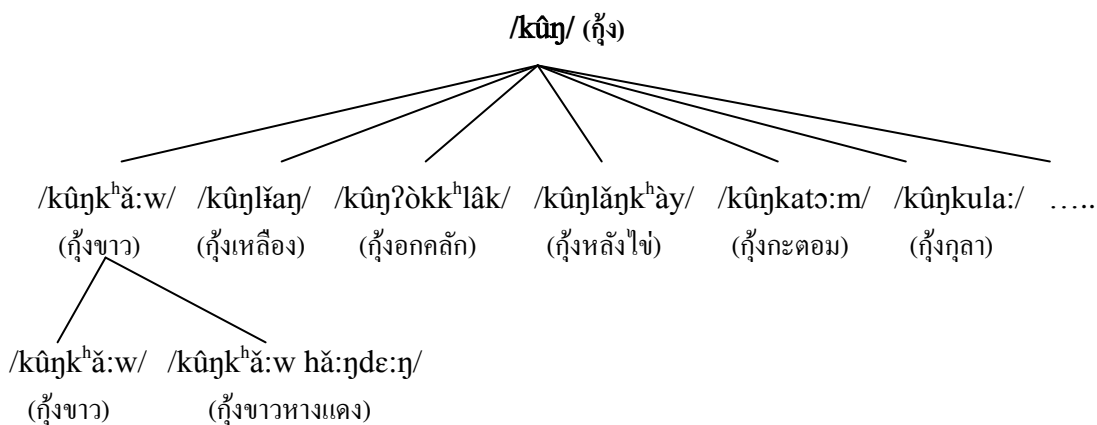 /kûŋ/ (กุ้ง)
/kûŋkʰǎ:w/ /kûŋlɨ̌aŋ/ /kûŋʔòkkʰlâk/ /kûŋlǎŋkʰày/ /kûŋkatɔ:m/ /kûŋkula:/ …..
(กุ้งขาว) (กุ้งเหลือง) (กุ้งอกคลัก) (กุ้งหลังไข่) (กุ้งกะตอม) (กุ้งกุลา)
/kûŋkʰǎ:w/ /kûŋkʰǎ:w hǎ:ŋdɛ:ŋ/
(กุ้งขาว) (กุ้งขาวหางแดง)